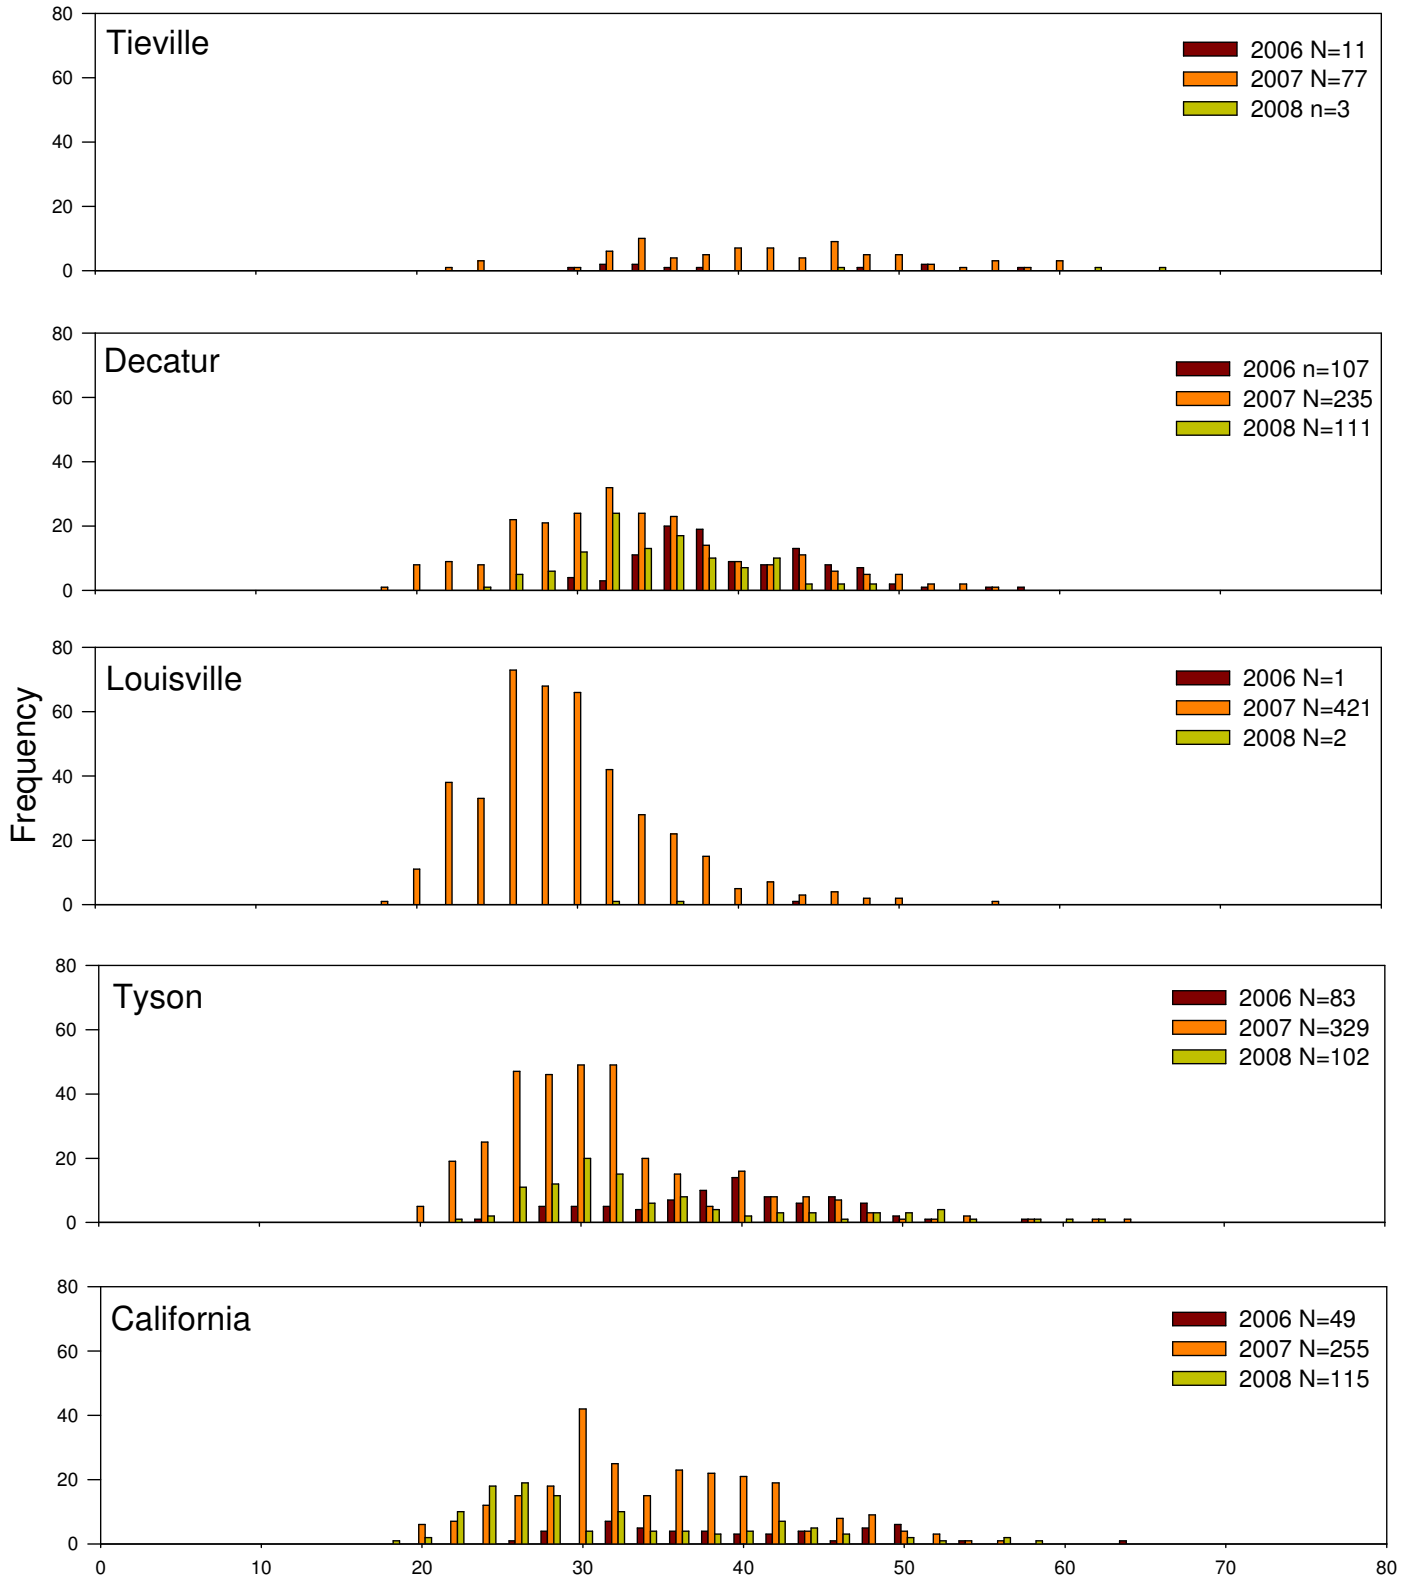 80
Tieville
2006 N=11
60
2007 N=77
2008 n=3
40
20
0
80
Decatur
2006 n=107
60
2007 N=235
2008 N=111
40
20
0
80
Louisville
2006 N=1
60
2007 N=421
2008 N=2
40
20
0
Frequency
80
Tyson
2006 N=83
60
2007 N=329
2008 N=102
40
20
0
80
California
2006 N=49
60
2007 N=255
2008 N=115
40
20
0
0 10 20 30 40 50 60 70 80